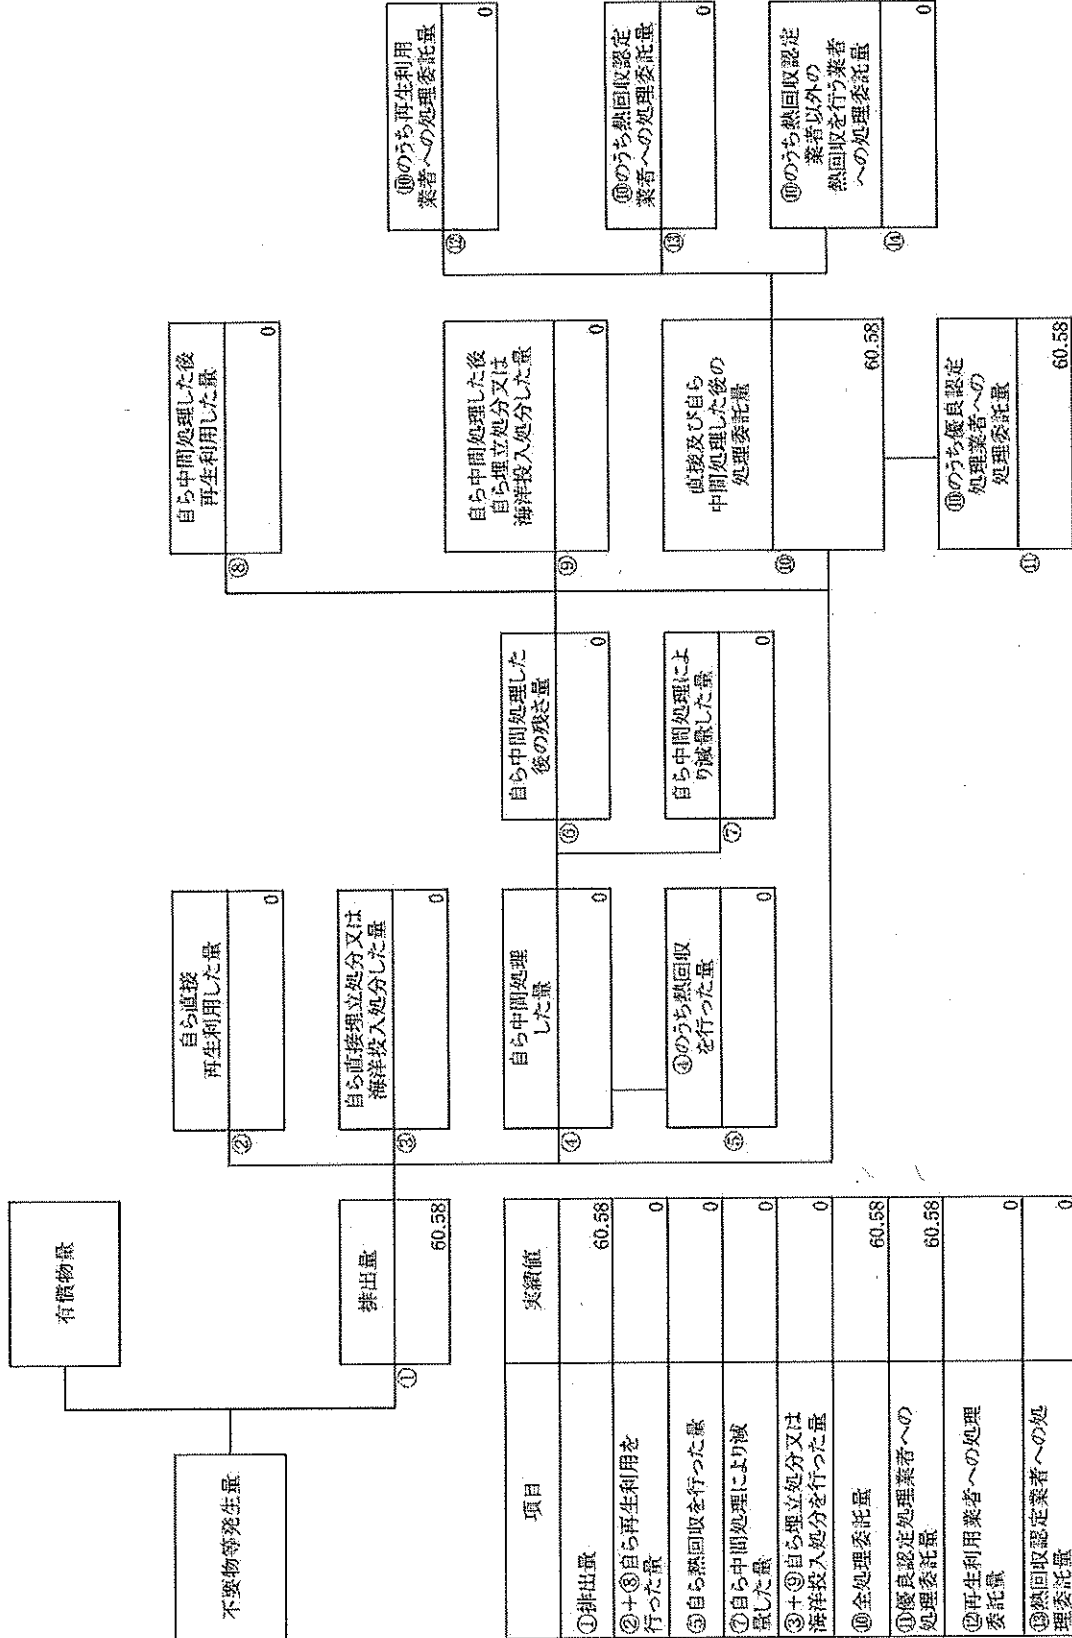 不要物等発生量
有償物量
排出量
①
60.58
自ら直接
再生利用した量
②
0
自ら直接埋立処分又は
海洋投入処分した量
③
0
自ら中間処理
した量
④
0
④のうち熱回収
を行った量
⑤
0
自ら中間処理した
後の残さ量
⑥
0
自ら中間処理によ
り減量した量
⑦
0
自ら中間処理した後
再生利用した量
⑧
0
自ら中間処理した後
自ら埋立処分又は
海洋投入処分した量
⑨
0
直接及び自ら
中間処理した後の
処理委託量
⑩
60.58
⑩のうち優良認定
処理業者への
処理委託量
⑪
60.58
⑩のうち再生利用
業者への処理委託量
⑫
0
⑩のうち熱回収認定
業者への処理委託量
⑬
0
⑩のうち熱回収認定
業者以外の
熱回収を行う業者
への処理委託量
⑭
0
項目 実績値
①排出量 60.58
②+⑧自ら再生利用を
行った量 0
⑤自ら熱回収を行った量 0
⑦自ら中間処理により減
量した量 0
③+⑨自ら埋立処分又は
海洋投入処分を行った量 0
⑩全処理委託量 60.58
⑪優良認定処理業者への
処理委託量 60.58
⑫再生利用業者への処理
委託量 0
⑬熱回収認定業者への処
理委託量 0